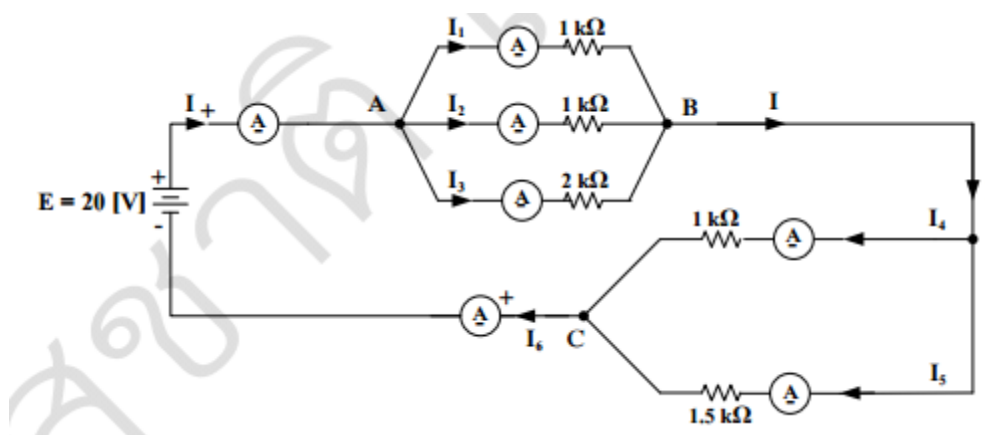 I₁ A 1 kΩ
I + A A I₂ A 1 kΩ B I
I₃ A 2 kΩ
+
E = 20 [V]
-
1 kΩ A I₄
A + I₆ C
I₅
A
1.5 kΩ